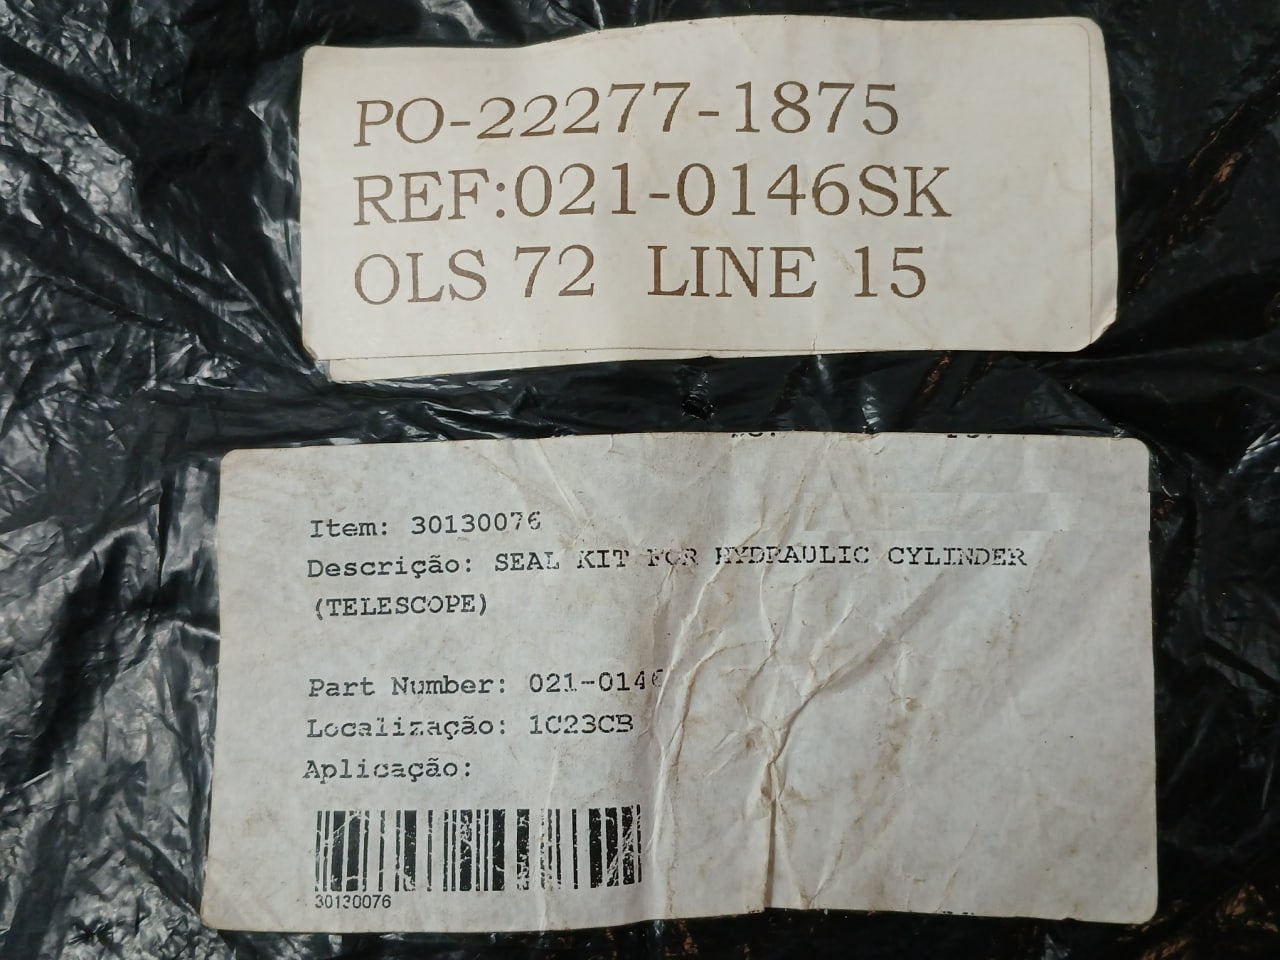 PO-22277-1875
REF:021-0146SK
OLS 72 LINE 15
Item: 30130076
Descrição: SEAL KIT FOR HYDRAULIC CYLINDER
(TELESCOPE)
Part Number: 021-0146
Localização: 1C23CB
Aplicação:
30130076